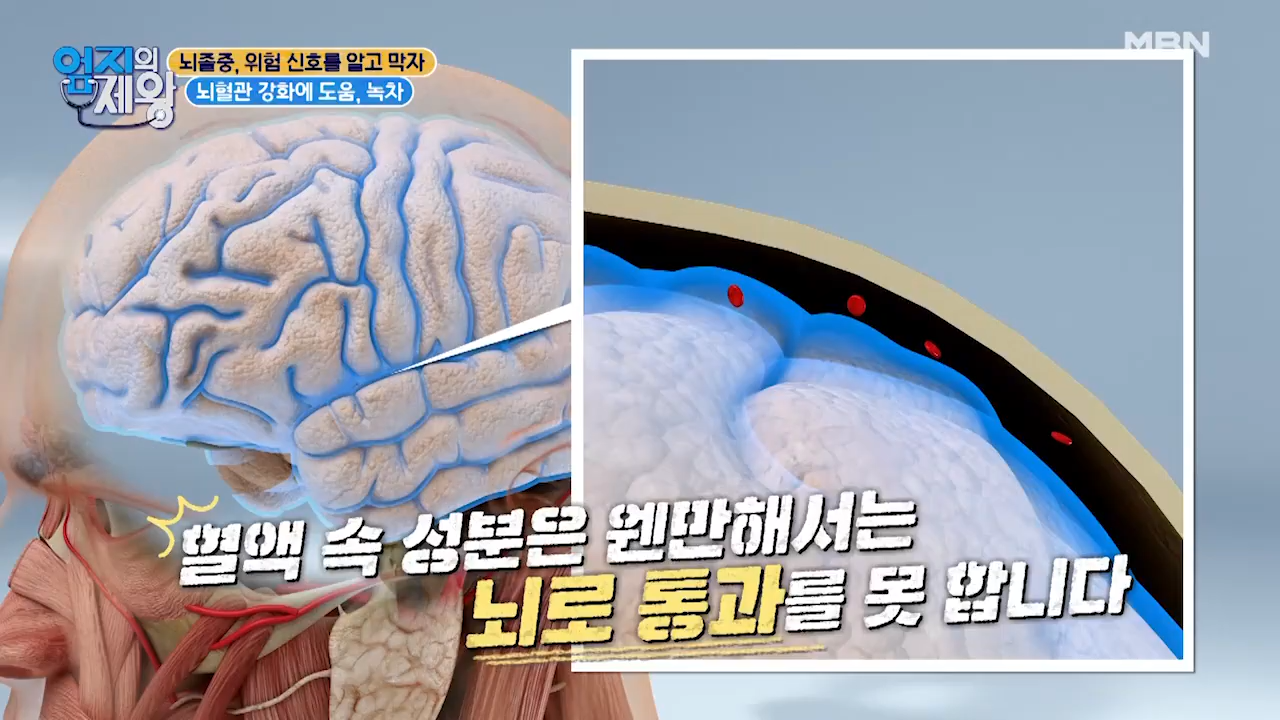 MBN
엄지의
제왕
뇌졸중, 위험 신호를 알고 막자
뇌혈관 강화에 도움, 녹차
혈액 속 성분은 웬만해서는
뇌로 통과를 못 합니다